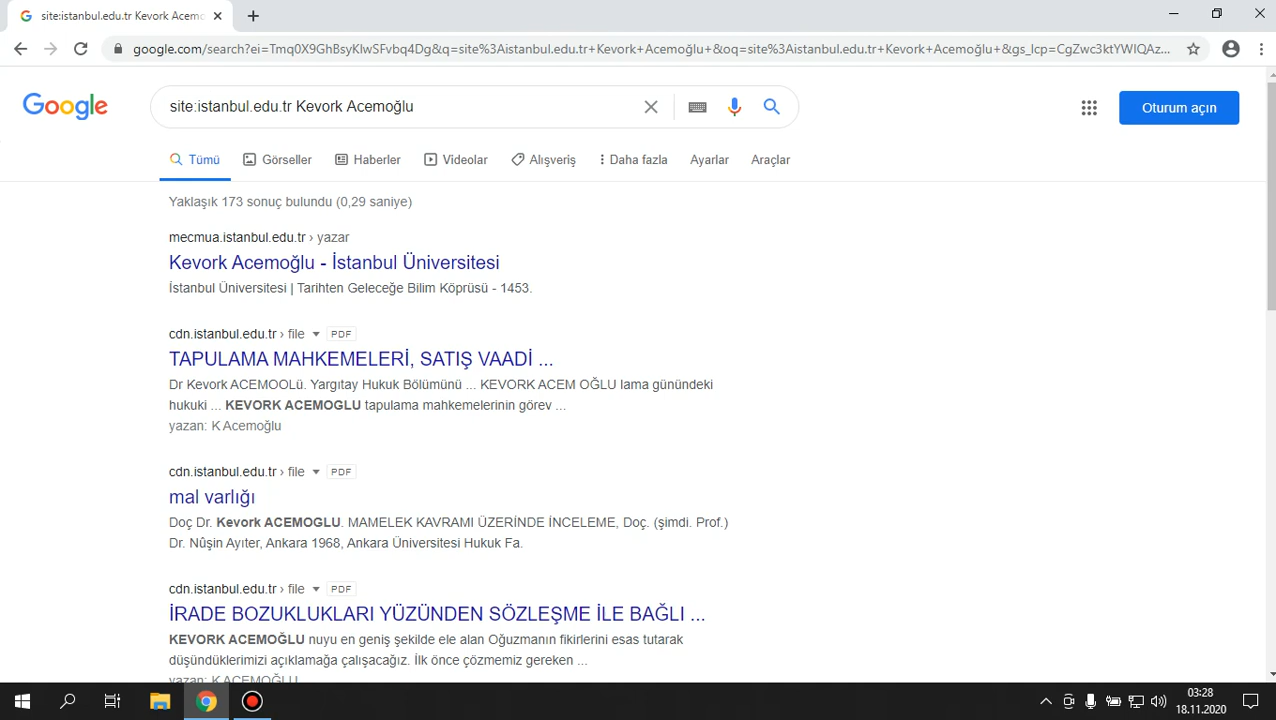 site:istanbul.edu.tr Kevork Acemo
google.com/search?ei=Tmq0X9GhBsyKlwSFvbq4Dg&q=site%3Aistanbul.edu.tr+Kevork+Acemoğlu+&oq=site%3Aistanbul.edu.tr+Kevork+Acemoğlu+&gs_lcp=CgZwc3ktYWIQAz...
Google
site:istanbul.edu.tr Kevork Acemoğlu
Oturum açın
Tümü Görseller Haberler Videolar Alışveriş Daha fazla Ayarlar Araçlar
Yaklaşık 173 sonuç bulundu (0,29 saniye)
mecmua.istanbul.edu.tr › yazar
Kevork Acemoğlu - İstanbul Üniversitesi
İstanbul Üniversitesi | Tarihten Geleceğe Bilim Köprüsü - 1453.
cdn.istanbul.edu.tr › file PDF
TAPULAMA MAHKEMELERİ, SATIŞ VAADİ ...
Dr Kevork ACEMOOLü. Yargıtay Hukuk Bölümünü ... KEVORK ACEM OĞLU lama günündeki
hukuki ... KEVORK ACEMOGLU tapulama mahkemelerinin görev ...
yazan: K Acemoğlu
cdn.istanbul.edu.tr › file PDF
mal varlığı
Doç Dr. Kevork ACEMOGLU. MAMELEK KAVRAMI ÜZERİNDE İNCELEME, Doç. (şimdi. Prof.)
Dr. Nûşin Ayıter, Ankara 1968, Ankara Üniversitesi Hukuk Fa.
cdn.istanbul.edu.tr › file PDF
İRADE BOZUKLUKLARI YÜZÜNDEN SÖZLEŞME İLE BAĞLI ...
KEVORK ACEMOĞLU nuyu en geniş şekilde ele alan Oğuzmanın fikirlerini esas tutarak
düşündüklerimizi açıklamağa çalışacağız. İlk önce çözmemiz gereken ...
yazan: K ACEMOĞLU
03:28
18.11.2020